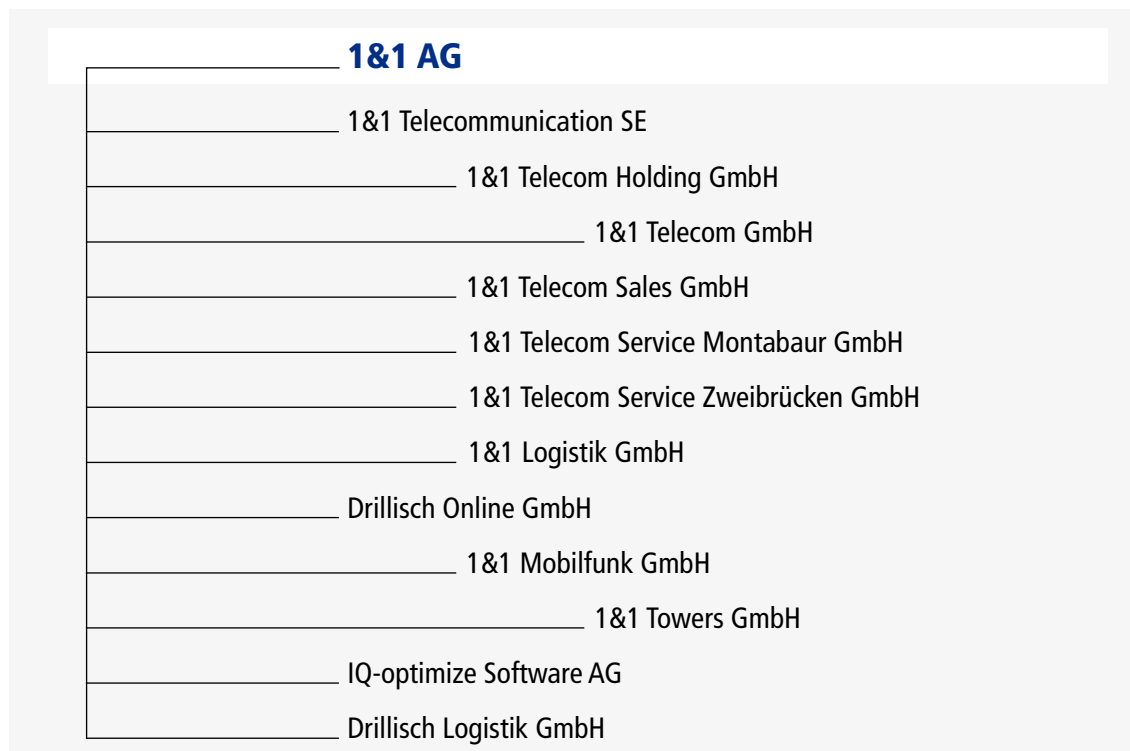 1&1 AG
1&1 Telecommunication SE
1&1 Telecom Holding GmbH
1&1 Telecom GmbH
1&1 Telecom Sales GmbH
1&1 Telecom Service Montabaur GmbH
1&1 Telecom Service Zweibrücken GmbH
1&1 Logistik GmbH
Drillisch Online GmbH
1&1 Mobilfunk GmbH
1&1 Towers GmbH
IQ-optimize Software AG
Drillisch Logistik GmbH